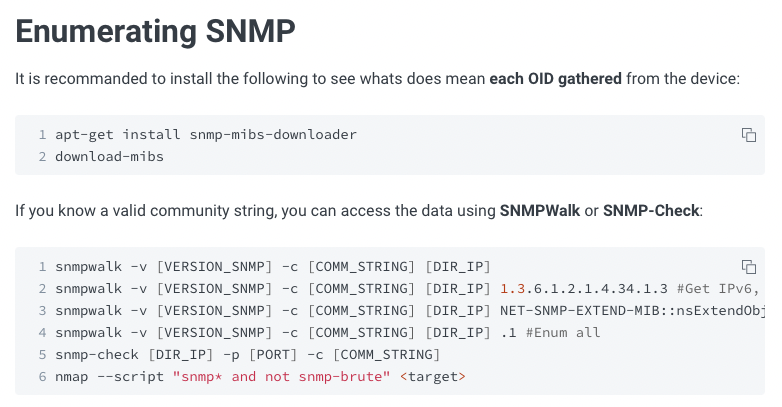 Enumerating SNMP
It is recommanded to install the following to see whats does mean each OID gathered from the device:
1 apt-get install snmp-mibs-downloader
2 download-mibs
If you know a valid community string, you can access the data using SNMPWalk or SNMP-Check:
1 snmpwalk -v [VERSION_SNMP] -c [COMM_STRING] [DIR_IP]
2 snmpwalk -v [VERSION_SNMP] -c [COMM_STRING] [DIR_IP] 1.3.6.1.2.1.4.34.1.3 #Get IPv6,
3 snmpwalk -v [VERSION_SNMP] -c [COMM_STRING] [DIR_IP] NET-SNMP-EXTEND-MIB::nsExtendObj
4 snmpwalk -v [VERSION_SNMP] -c [COMM_STRING] [DIR_IP] .1 #Enum all
5 snmp-check [DIR_IP] -p [PORT] -c [COMM_STRING]
6 nmap --script "snmp* and not snmp-brute" <target>